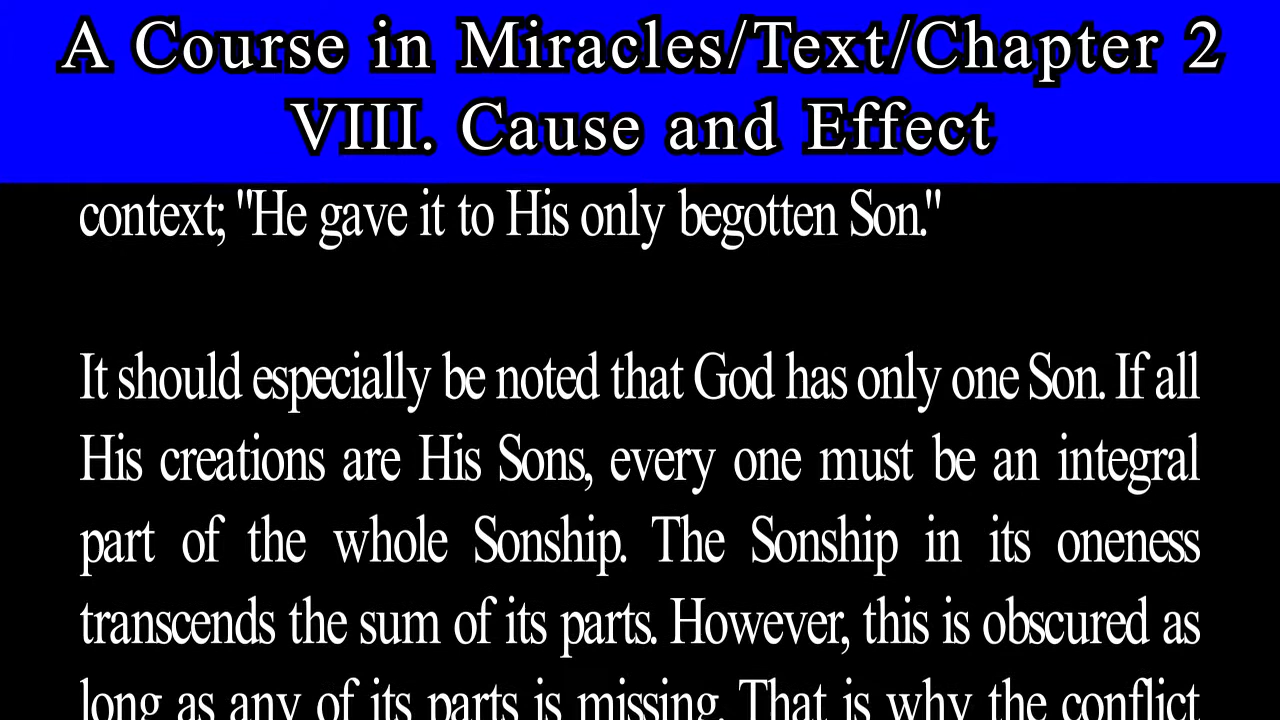 A Course in Miracles/Text/Chapter 2
VIII. Cause and Effect
context; "He gave it to His only begotten Son."
It should especially be noted that God has only one Son. If all
His creations are His Sons, every one must be an integral
part of the whole Sonship. The Sonship in its oneness
transcends the sum of its parts. However, this is obscured as
long as any of its parts is missing. That is why the conflict